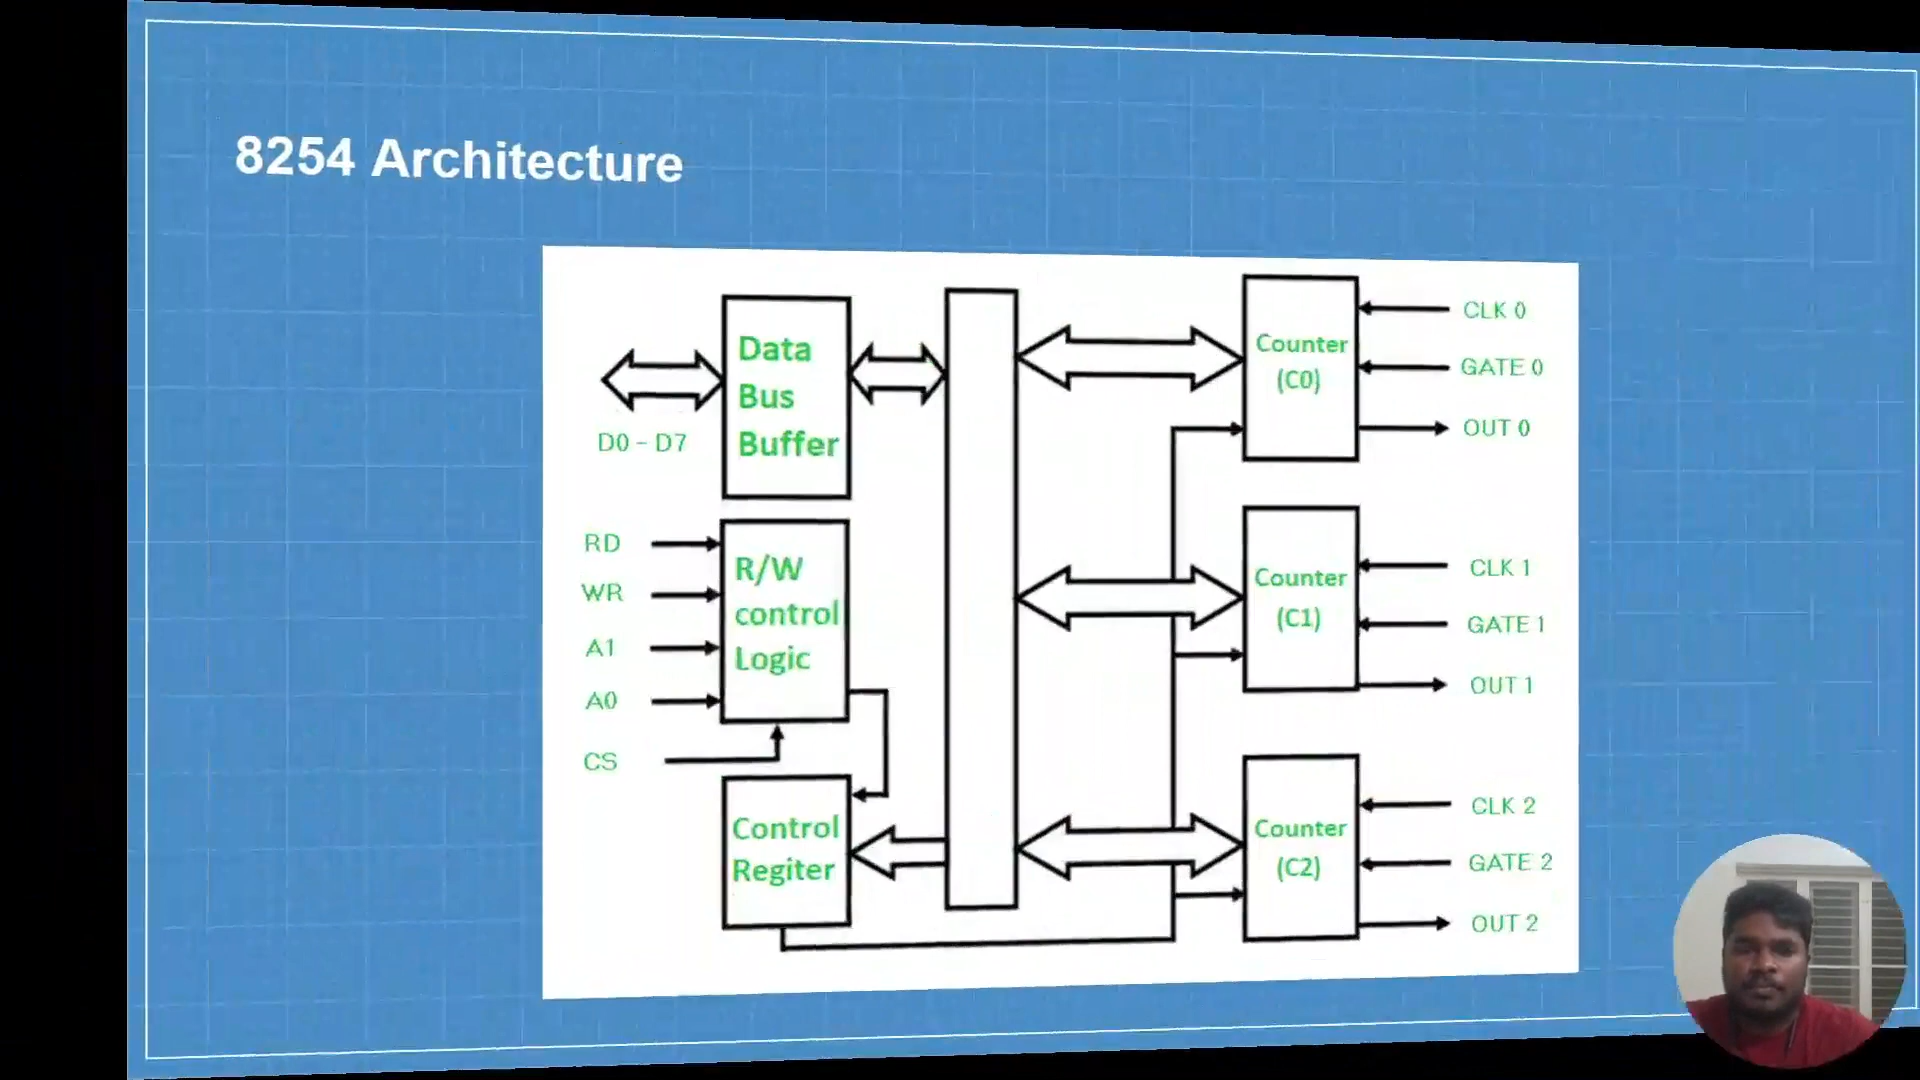 8254 Architecture
Data
Bus
Buffer
D0 - D7
RD
WR
A1
A0
CS
R/W
control
Logic
Control
Regiter
Counter
(C0)
CLK 0
GATE 0
OUT 0
Counter
(C1)
CLK 1
GATE 1
OUT 1
Counter
(C2)
CLK 2
GATE 2
OUT 2